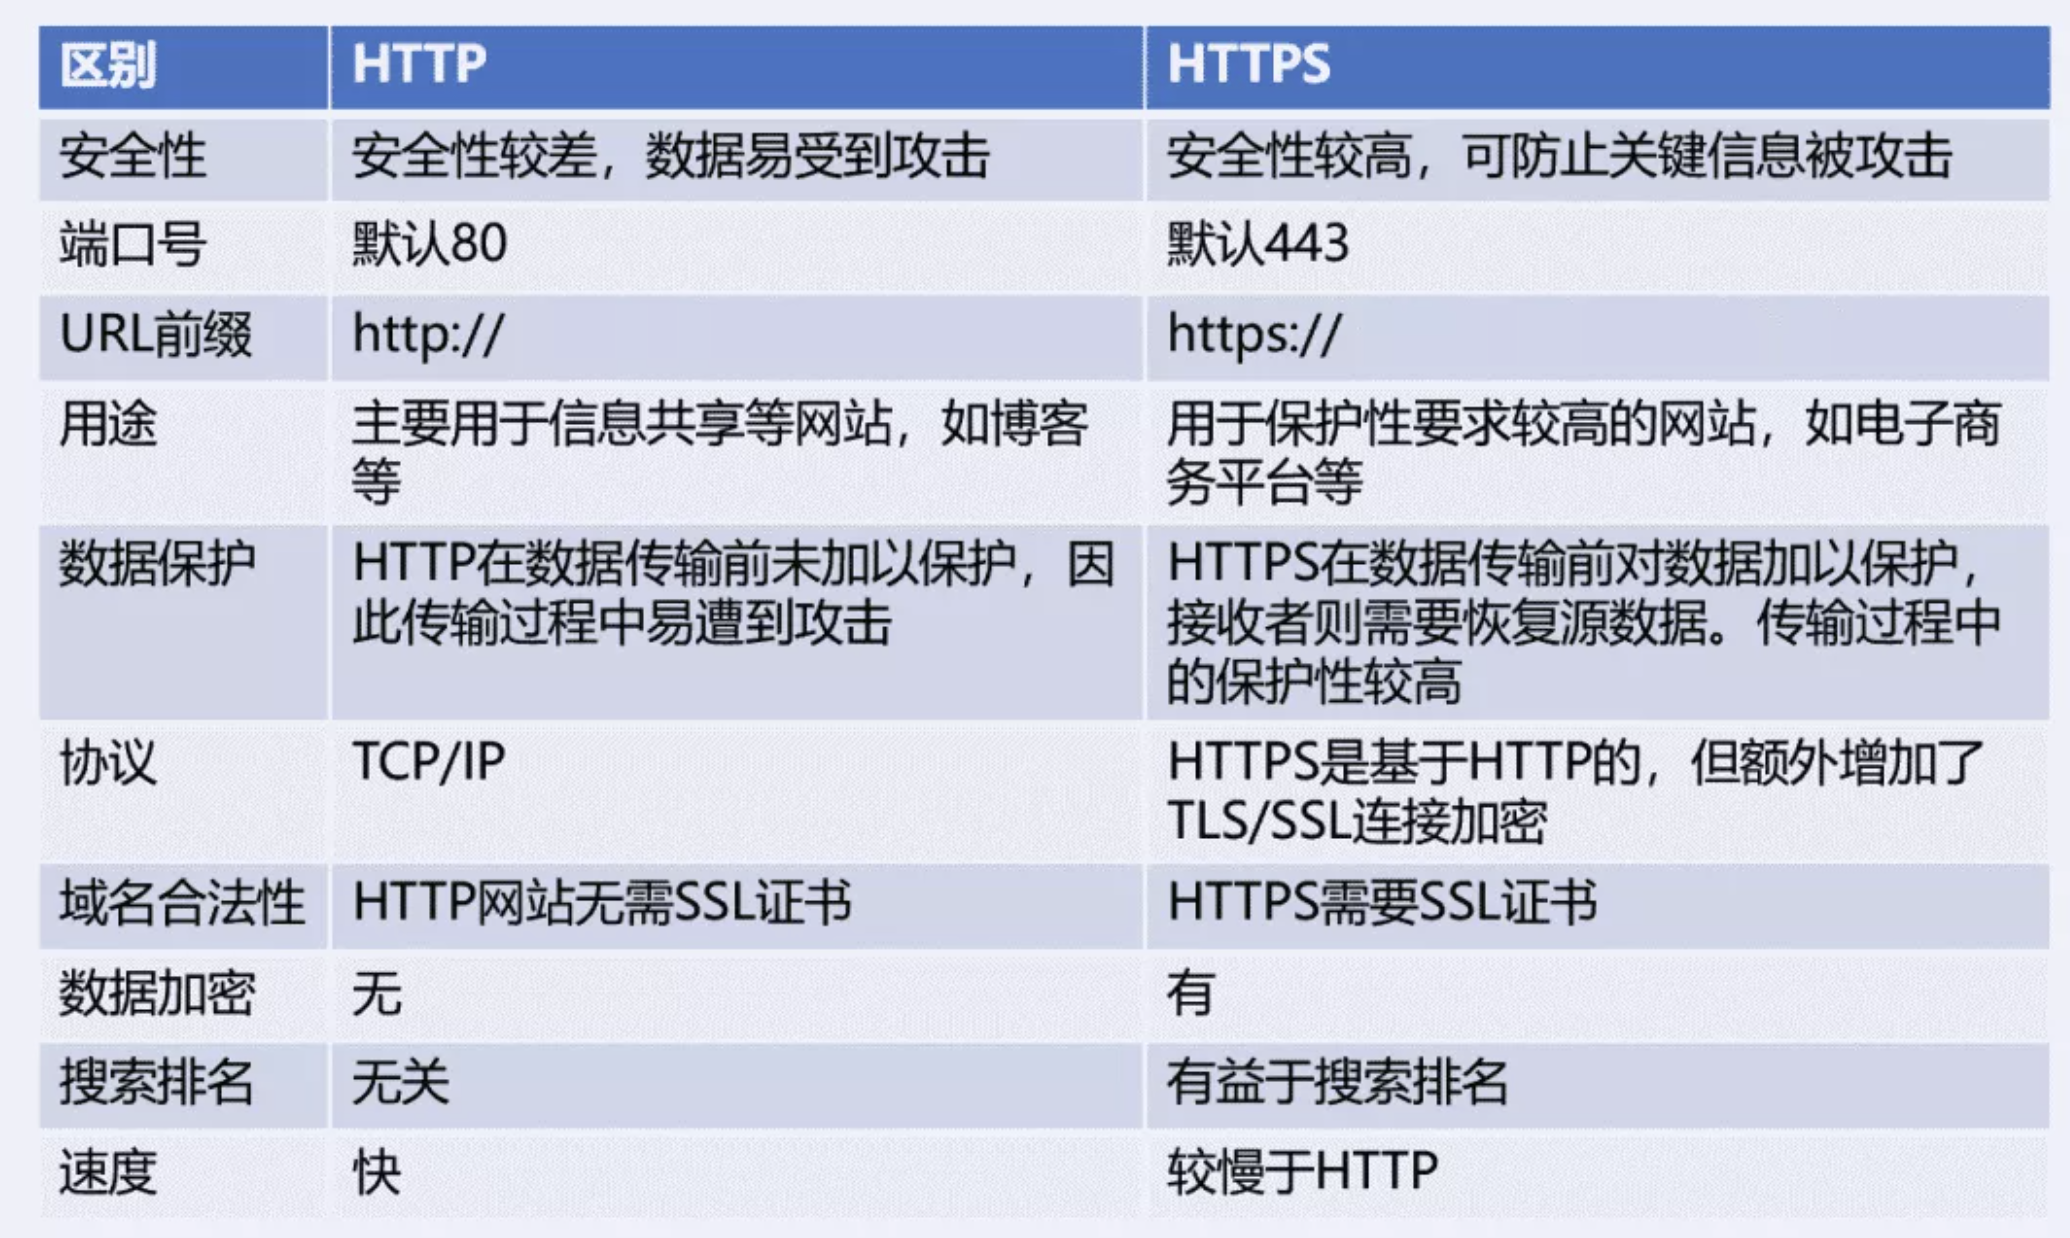 区别 HTTP HTTPS
安全性 安全性较差，数据易受到攻击 安全性较高，可防止关键信息被攻击
端口号 默认80 默认443
URL前缀 http:// https://
用途 主要用于信息共享等网站，如博客 用于保护性要求较高的网站，如电子商
等 务平台等
数据保护 HTTP在数据传输前未加以保护，因 HTTPS在数据传输前对数据加以保护，
此传输过程中易遭到攻击 接收者则需要恢复源数据。传输过程中
的保护性较高
协议 TCP/IP HTTPS是基于HTTP的，但额外增加了
TLS/SSL连接加密
域名合法性 HTTP网站无需SSL证书 HTTPS需要SSL证书
数据加密 无 有
搜索排名 无关 有益于搜索排名
速度 快 较慢于HTTP